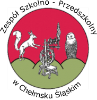 Zespół Szkolno - Przedszkolny
w Chełmsku Śląskim